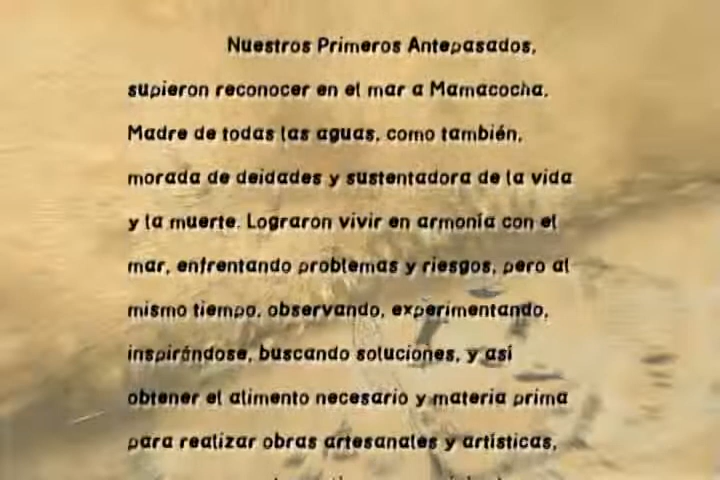 Nuestros Primeros Antepasados,
supieron reconocer en el mar a Mamacocha,
Madre de todas las aguas, como también,
morada de deidades y sustentadora de la vida
y la muerte. Lograron vivir en armonía con el
mar, enfrentando problemas y riesgos, pero al
mismo tiempo, observando, experimentando,
inspirándose, buscando soluciones, y así
obtener el alimento necesario y materia prima
para realizar obras artesanales y artísticas,